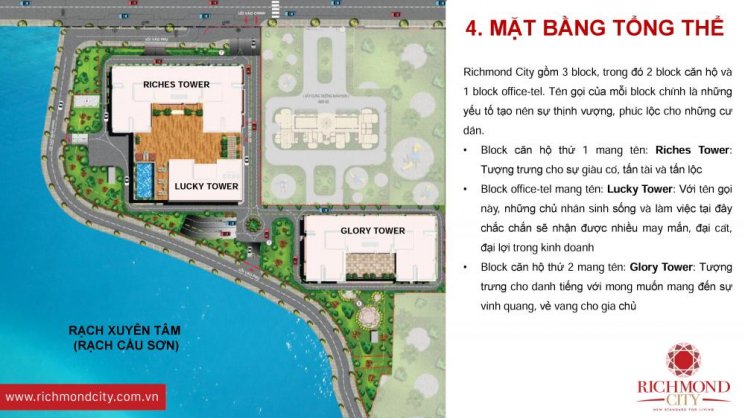 LỐI VÀO CHÍNH
LỐI VÀO PHỤ
RICHES TOWER
LUCKY TOWER
GLORY TOWER
RẠCH XUYÊN TÂM
(RẠCH CẦU SƠN)
www.richmondcity.com.vn
4. MẶT BẰNG TỔNG THỂ
Richmond City gồm 3 block, trong đó 2 block căn hộ và
1 block office-tel. Tên gọi của mỗi block chính là những
yếu tố tạo nên sự thịnh vượng, phúc lộc cho những cư
dân.
• Block căn hộ thứ 1 mang tên: Riches Tower:
Tượng trưng cho sự giàu có, tấn tài và tấn lộc
• Block office-tel mang tên: Lucky Tower: Với tên gọi
này, những chủ nhân sinh sống và làm việc tại đây
chắc chắn sẽ nhận được nhiều may mắn, đại cát,
đại lợi trong kinh doanh
• Block căn hộ thứ 2 mang tên: Glory Tower: Tượng
trưng cho danh tiếng với mong muốn mang đến sự
vinh quang, vẻ vang cho gia chủ
RICHMOND
CITY
NEW STANDARD FOR LIVING